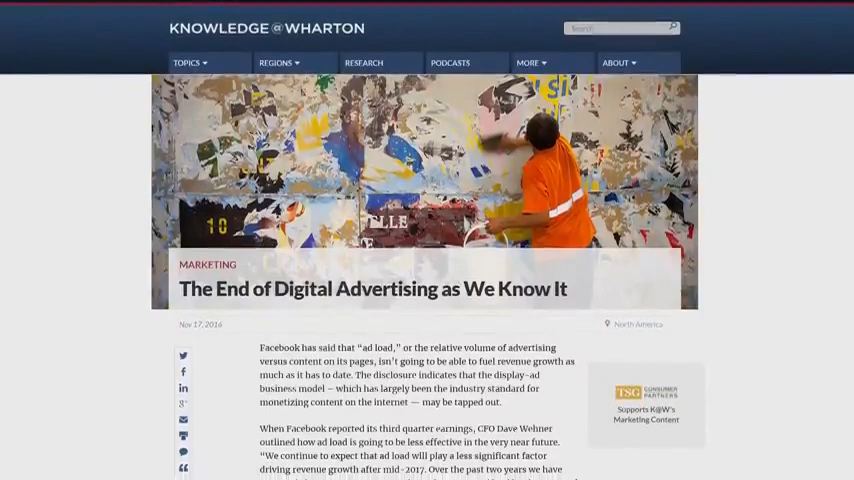 KNOWLEDGE@WHARTON
Search
TOPICS
REGIONS
RESEARCH
PODCASTS
MORE
ABOUT
SI
10
ELLE
MARKETING
The End of Digital Advertising as We Know It
Nov 17, 2016
North America
Facebook has said that “ad load,” or the relative volume of advertising
versus content on its pages, isn’t going to be able to fuel revenue growth as
much as it has to date. The disclosure indicates that the display-ad
business model – which has largely been the industry standard for
monetizing content on the internet — may be tapped out.
TSG CONSUMER
PARTNERS
Supports K@W's
Marketing Content
When Facebook reported its third quarter earnings, CFO Dave Wehner
outlined how ad load is going to be less effective in the very near future.
“We continue to expect that ad load will play a less significant factor
driving revenue growth after mid-2017. Over the past two years we have